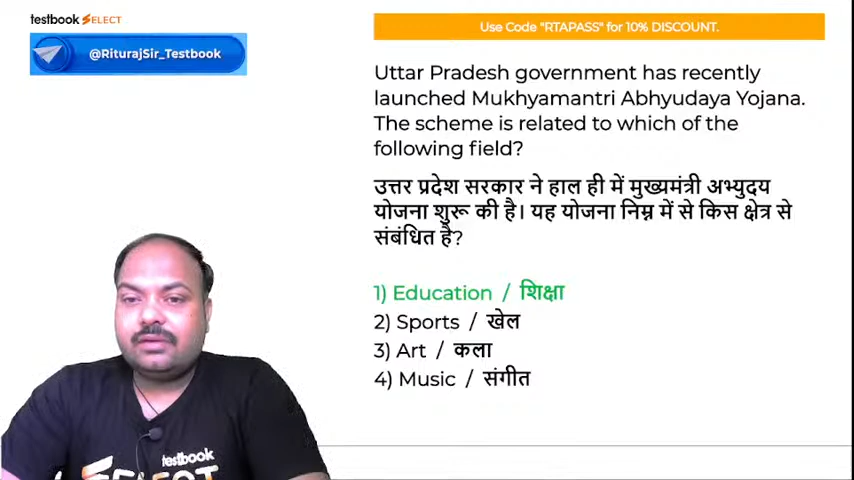 testbook SELECT
@RiturajSir_Testbook
Use Code "RTAPASS" for 10% DISCOUNT.
Uttar Pradesh government has recently
launched Mukhyamantri Abhyudaya Yojana.
The scheme is related to which of the
following field?
उत्तर प्रदेश सरकार ने हाल ही में मुख्यमंत्री अभ्युदय
योजना शुरू की है। यह योजना निम्न में से किस क्षेत्र से
संबंधित है?
1) Education / शिक्षा
2) Sports / खेल
3) Art / कला
4) Music / संगीत
testbook
SELECT